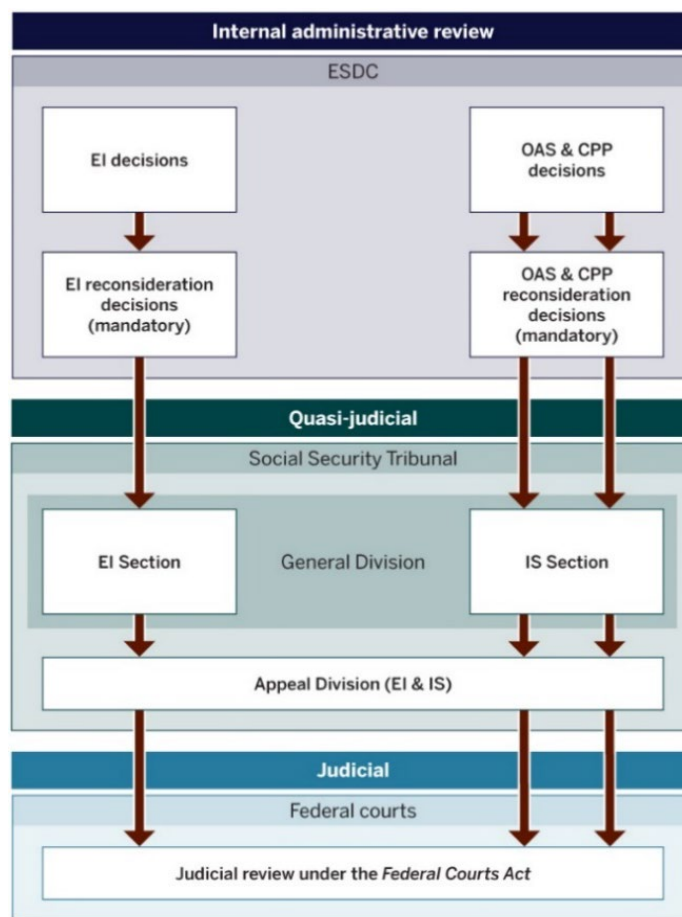 Internal administrative review
ESDC
EI decisions
OAS & CPP
decisions
EI reconsideration
decisions
(mandatory)
OAS & CPP
reconsideration
decisions
(mandatory)
Quasi-judicial
Social Security Tribunal
EI Section
General Division
IS Section
Appeal Division (EI & IS)
Judicial
Federal courts
Judicial review under the Federal Courts Act